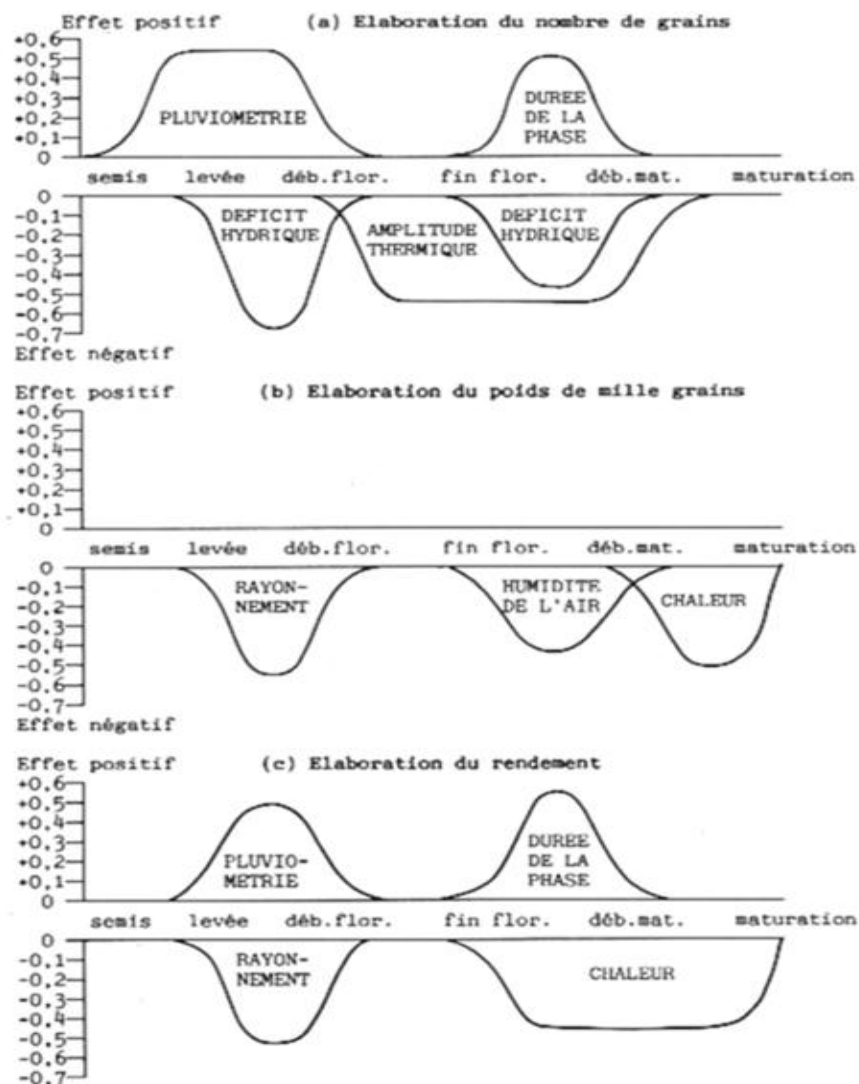 Effet positif (a) Elaboration du nombre de grains
+0.6
+0.5
+0.3
+0.2
+0.1
0
PLUVIOMETRIE
DUREE
DE LA
PHASE
semis levée déb.flor. fin flor. déb.mat. maturation
0
-0.1
-0.2
-0.3
-0.4
-0.5
-0.6
-0.7
DEFICIT
HYDRIQUE
AMPLITUDE
THERMIQUE
DEFICIT
HYDRIQUE
Effet négatif
Effet positif (b) Elaboration du poids de mille grains
+0.6
+0.5
+0.4
+0.2
+0.1
0
semis levée déb.flor. fin flor. déb.mat. maturation
0
-0.1
-0.2
-0.3
-0.4
-0.5
-0.6
-0.7
RAYON-
NEMENT
HUMIDITE
DE L'AIR
CHALEUR
Effet négatif
Effet positif (c) Elaboration du rendement
+0.6
+0.5
+0.3
+0.2
+0.1
0
PLUVIO-
METRIE
DUREE
DE LA
PHASE
semis levée déb.flor. fin flor. déb.mat. maturation
0
-0.1
-0.2
-0.3
-0.4
-0.5
-0.6
-0.7
RAYON-
NEMENT
CHALEUR